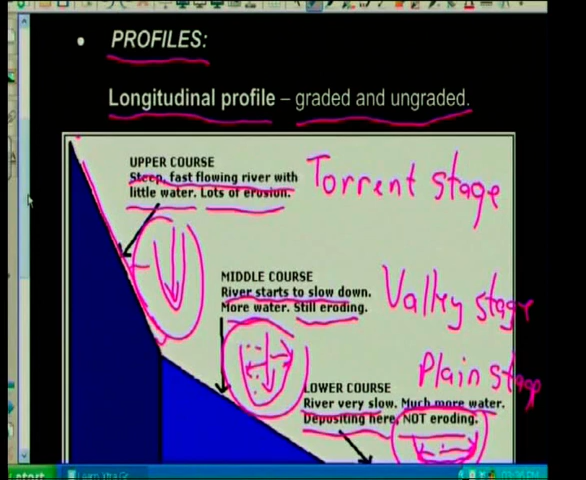 PROFILES:
Longitudinal profile – graded and ungraded.
UPPER COURSE
Steep, fast flowing river with
little water. Lots of erosion.
Torrent stage
MIDDLE COURSE
River starts to slow down.
More water. Still eroding.
Valley stage
Plain stage
LOWER COURSE
River very slow. Much more water.
Depositing here, NOT eroding.
start